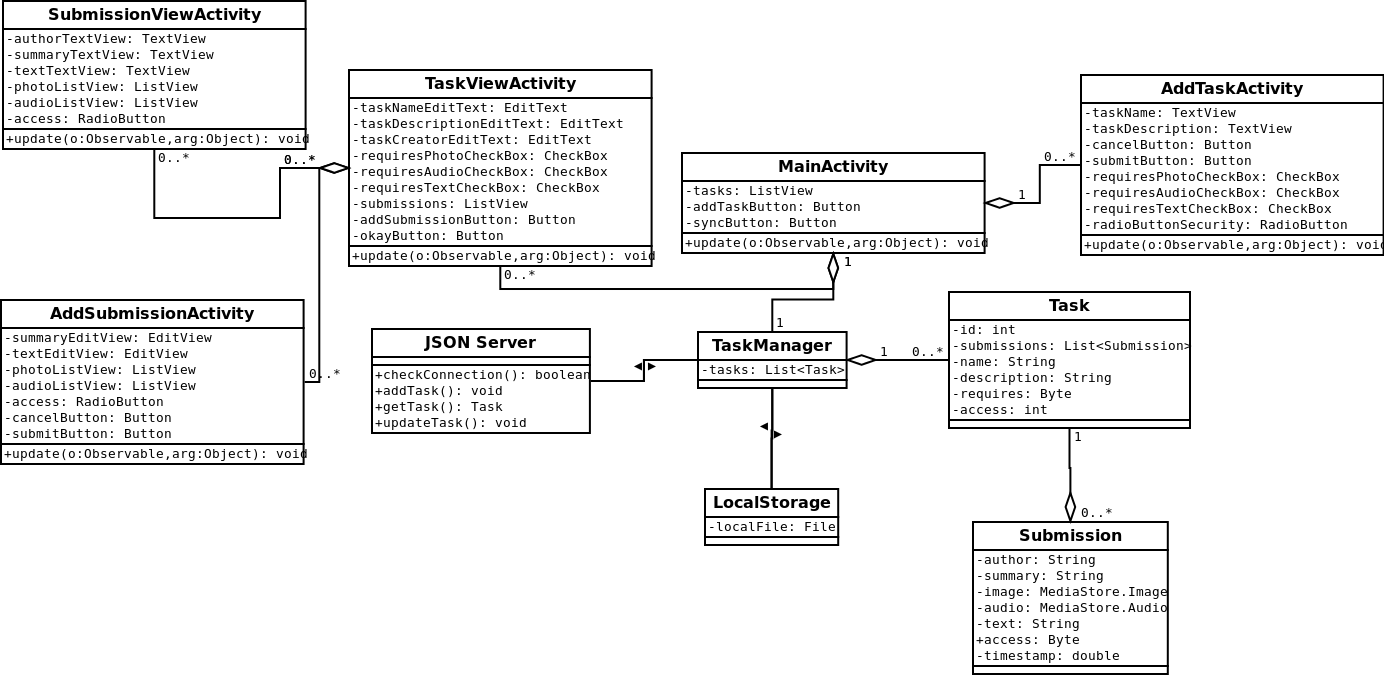 SubmissionViewActivity
-authorTextView: TextView
-summaryTextView: TextView
-textTextView: TextView
-photoListView: ListView
-audioListView: ListView
-access: RadioButton
+update(o:Observable,arg:Object): void
0..*
0..*
TaskViewActivity
-taskNameEditText: EditText
-taskDescriptionEditText: EditText
-taskCreatorEditText: EditText
-requiresPhotoCheckBox: CheckBox
-requiresAudioCheckBox: CheckBox
-requiresTextCheckBox: CheckBox
-submissions: ListView
-addSubmissionButton: Button
-okayButton: Button
+update(o:Observable,arg:Object): void
0..*
MainActivity
-tasks: ListView
-addTaskButton: Button
-syncButton: Button
+update(o:Observable,arg:Object): void
1
1
0..*
AddTaskActivity
-taskName: TextView
-taskDescription: TextView
-cancelButton: Button
-submitButton: Button
-requiresPhotoCheckBox: CheckBox
-requiresAudioCheckBox: CheckBox
-requiresTextCheckBox: CheckBox
-radioButtonSecurity: RadioButton
+update(o:Observable,arg:Object): void
AddSubmissionActivity
-summaryEditView: EditView
-textEditView: EditView
-photoListView: ListView
-audioListView: ListView
-access: RadioButton
-cancelButton: Button
-submitButton: Button
+update(o:Observable,arg:Object): void
0..*
JSON Server
+checkConnection(): boolean
+addTask(): void
+getTask(): Task
+updateTask(): void
1
TaskManager
-tasks: List<Task>
1
0..*
Task
-id: int
-submissions: List<Submission>
-name: String
-description: String
-requires: Byte
-access: int
1
LocalStorage
-localFile: File
0..*
Submission
-author: String
-summary: String
-image: MediaStore.Image
-audio: MediaStore.Audio
-text: String
+access: Byte
-timestamp: double